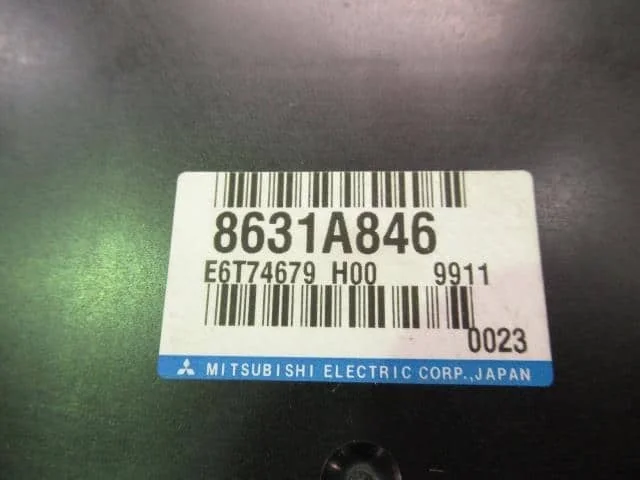 8631A846
E6T74679 H00 9911
0023
MITSUBISHI ELECTRIC CORP.,JAPAN